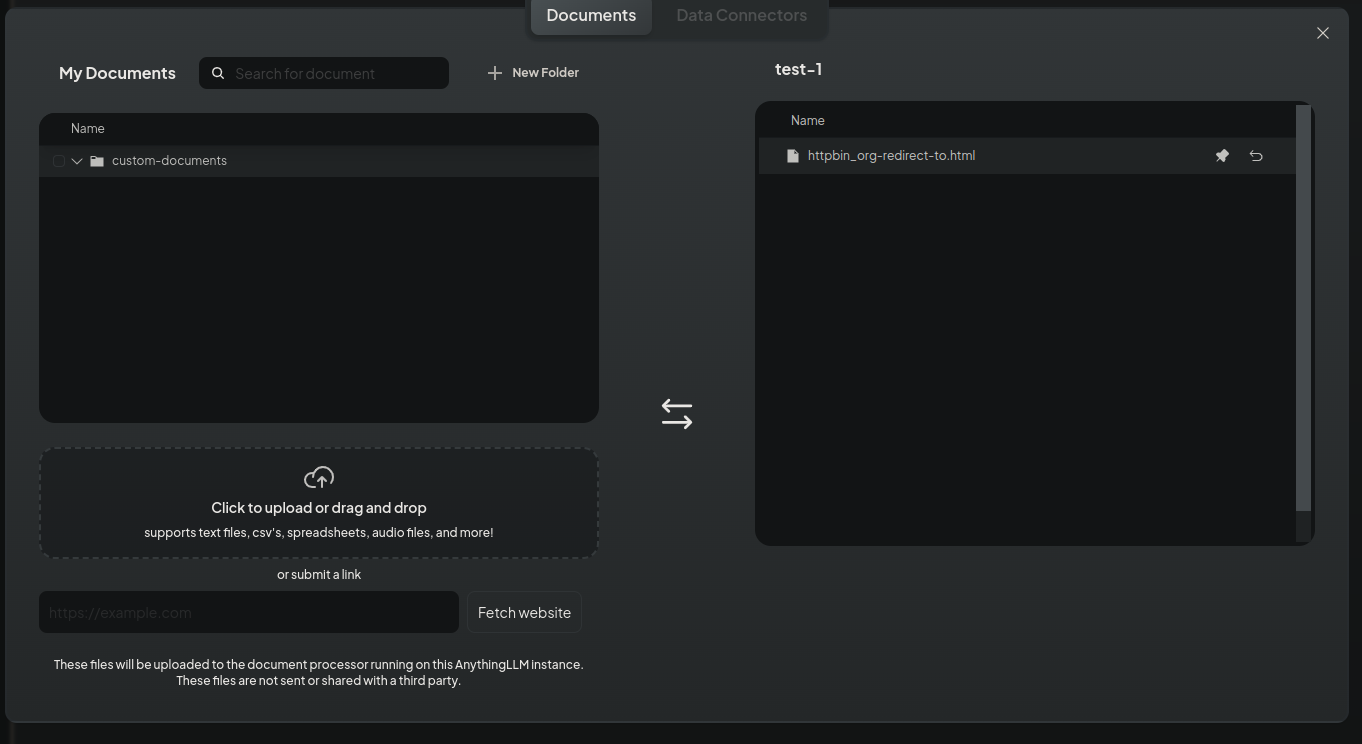 Documents
Data Connectors
My Documents
Search for document
New Folder
test-1
Name
custom-documents
Name
httpbin_org-redirect-to.html
Click to upload or drag and drop
supports text files, csv's, spreadsheets, audio files, and more!
or submit a link
https://example.com
Fetch website
These files will be uploaded to the document processor running on this AnythingLLM instance.
These files are not sent or shared with a third party.